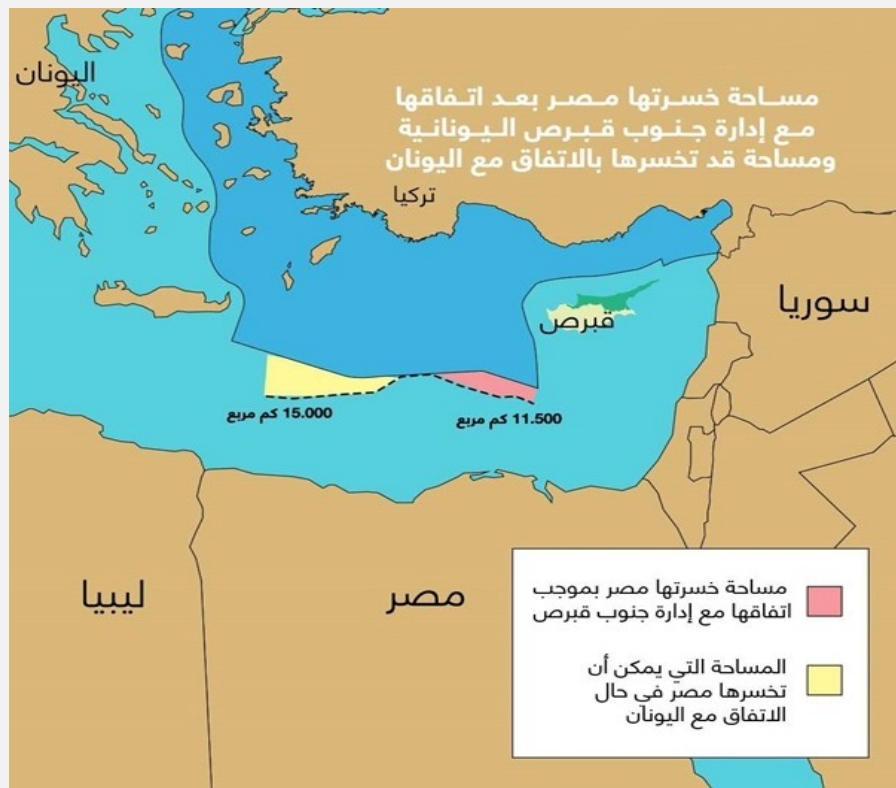 اليونان
مساحة خسرتها مصر بعد اتفاقها
مع إدارة جنوب قبرص اليونانية
ومساحة قد تخسرها بالاتفاق مع اليونان
تركيا
سوريا
قبرص
15.000 كم مربع
11.500 كم مربع
ليبيا
مصر
مساحة خسرتها مصر بموجب
اتفاقها مع إدارة جنوب قبرص
المساحة التي يمكن أن
تخسرها مصر في حال
الاتفاق مع اليونان